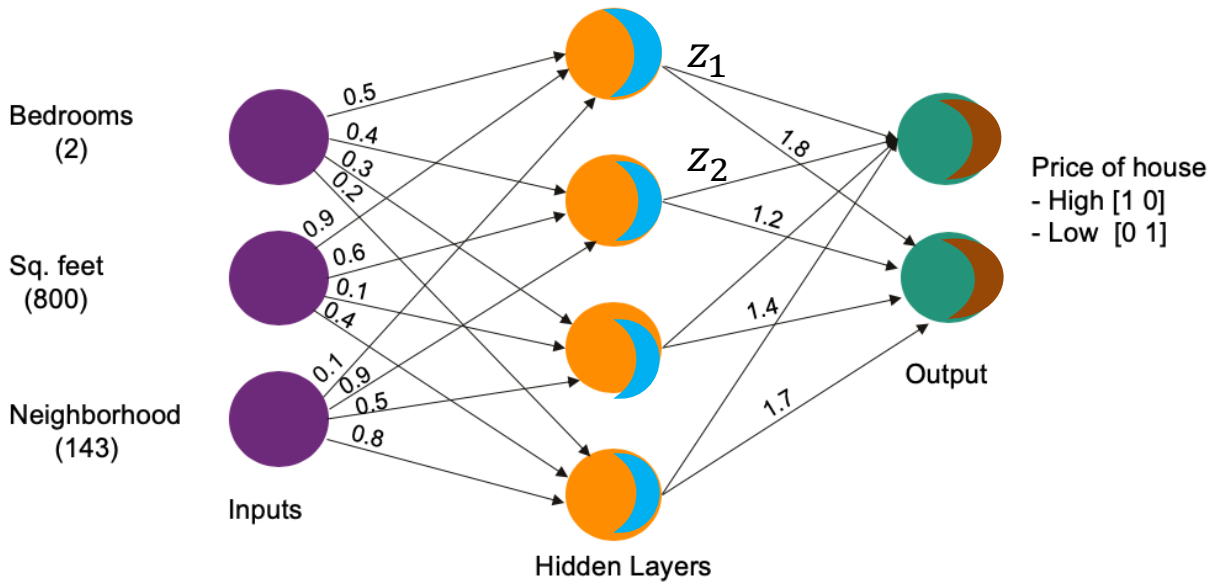 Bedrooms
(2)
Sq. feet
(800)
Neighborhood
(143)
Inputs
0.5
0.4
0.3
0.2
0.9
0.6
0.1
0.4
0.1
0.9
0.5
0.8
Hidden Layers
z₁
z₂
1.8
1.2
1.4
1.7
Output
Price of house
- High [1 0]
- Low [0 1]